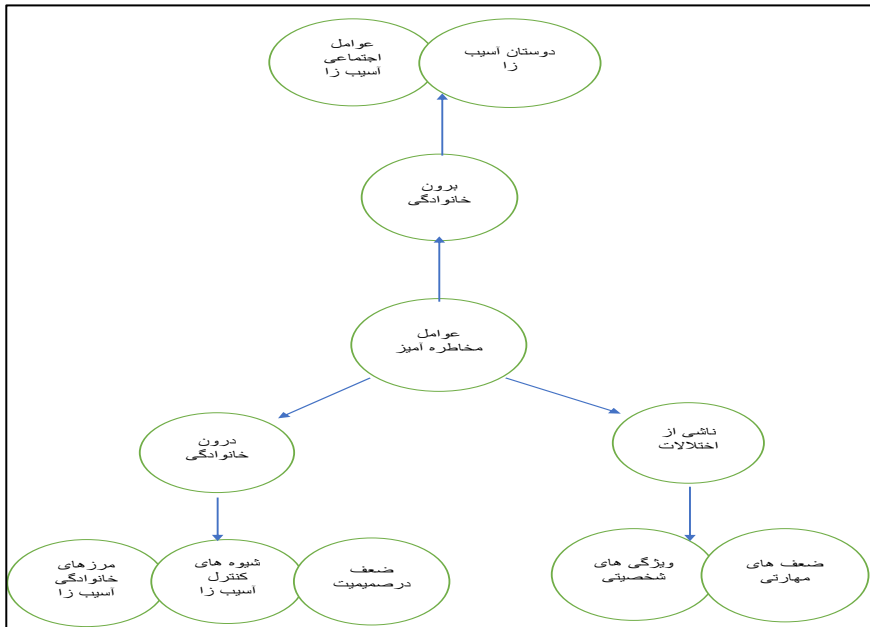 دوستان آسیب
زا
عوامل
اجتماعی
آسیب زا
برون
خانوادگی
عوامل
مخاطره آمیز
ناشی از
اختلالات
درون
خانوادگی
ضعف های
مهارتی
ویژگی های
شخصیتی
ضعف
درصمیمیت
شیوه های
کنترل
آسیب زا
مرزهای
خانوادگی
آسیب زا